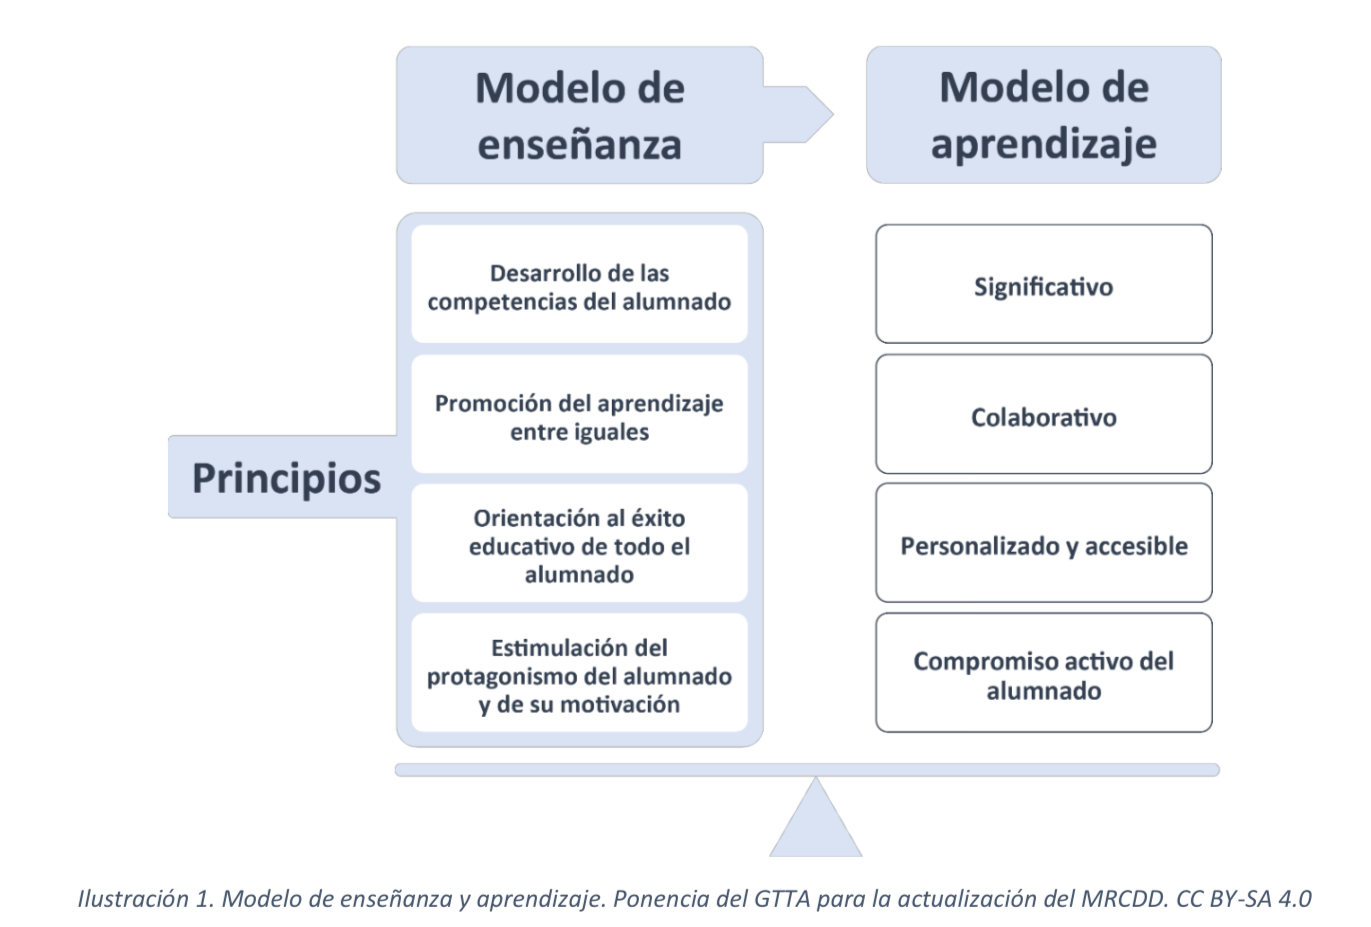 Modelo de
enseñanza
Modelo de
aprendizaje
Principios
Desarrollo de las
competencias del alumnado
Significativo
Promoción del aprendizaje
entre iguales
Colaborativo
Orientación al éxito
educativo de todo el
alumnado
Personalizado y accesible
Estimulación del
protagonismo del alumnado
y de su motivación
Compromiso activo del
alumnado
Ilustración 1. Modelo de enseñanza y aprendizaje. Ponencia del GTTA para la actualización del MRCDD. CC BY-SA 4.0